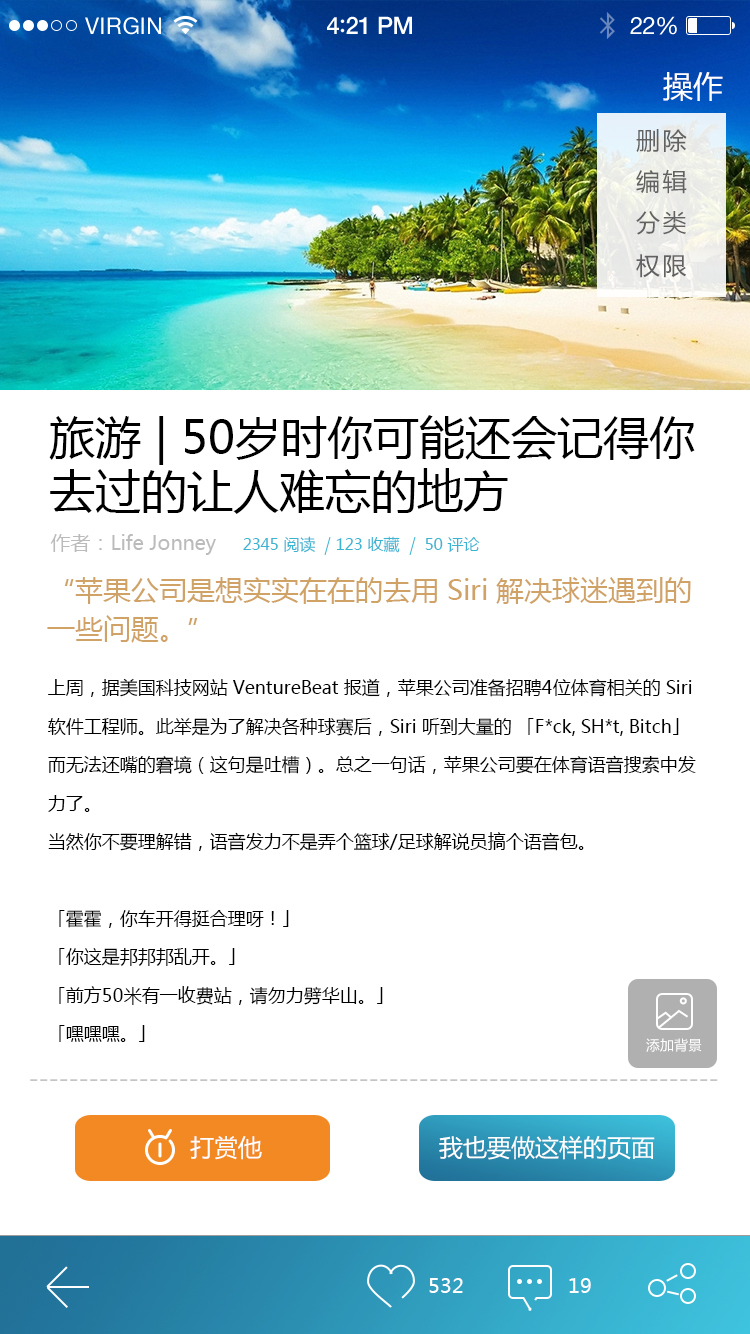 VIRGIN 4:21 PM 22%
操作
删除
编辑
分类
权限
旅游 | 50岁时你可能还会记得你
去过的让人难忘的地方
作者：Life Jonney 2345 阅读 / 123 收藏 / 50 评论
“苹果公司是想实实在在的去用 Siri 解决球迷遇到的
一些问题。”
上周，据美国科技网站 VentureBeat 报道，苹果公司准备招聘4位体育相关的 Siri
软件工程师。此举是为了解决各种球赛后，Siri 听到大量的 「F*ck, SH*t, Bitch」
而无法还嘴的窘境（这句是吐槽）。总之一句话，苹果公司要在体育语音搜索中发
力了。
当然你不要理解错，语音发力不是弄个篮球/足球解说员搞个语音包。
「霍霍，你车开得挺合理呀！」
「你这是邦邦邦乱开。」
「前方50米有一收费站，请勿力劈华山。」
「嘿嘿嘿。」
添加背景
打赏他
我也要做这样的页面
532
19